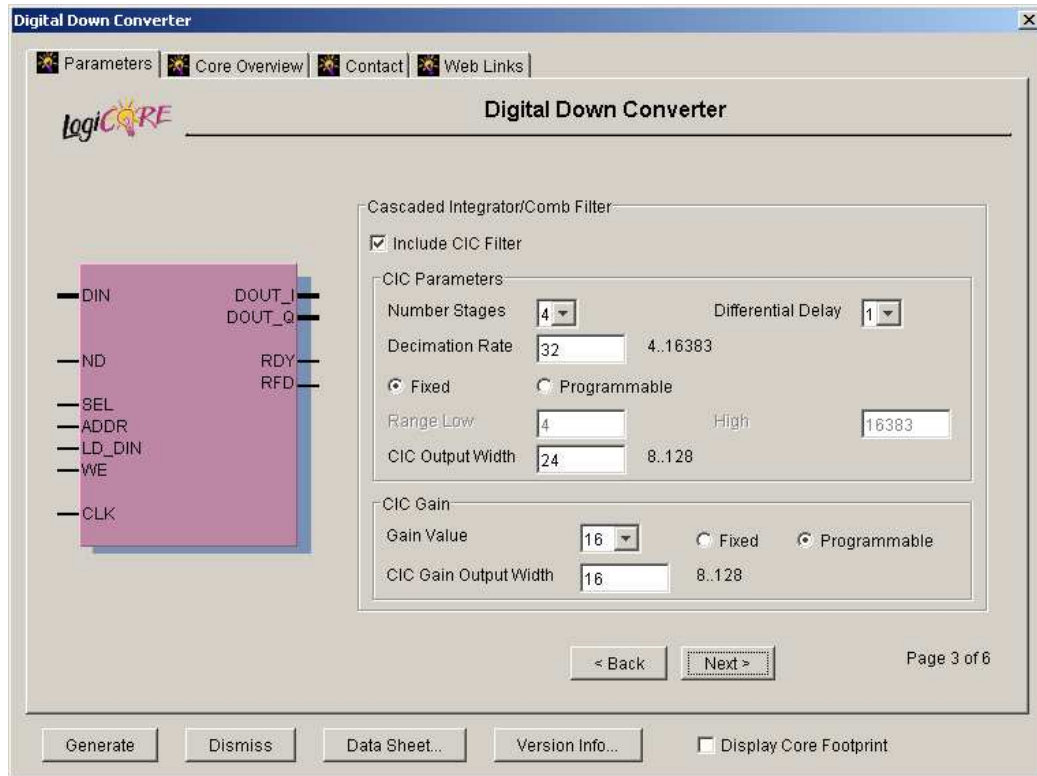 Digital Down Converter
Parameters Core Overview Contact Web Links
LogiCORE
Digital Down Converter
Cascaded Integrator/Comb Filter
Include CIC Filter
CIC Parameters
Number Stages 4 Differential Delay 1
Decimation Rate 32 4..16383
Fixed Programmable
Range Low 4 High 16383
CIC Output Width 24 8..128
CIC Gain
Gain Value 16 Fixed Programmable
CIC Gain Output Width 16 8..128
DIN DOUT_I
DOUT_Q
ND RDY
RFD
SEL
ADDR
LD_DIN
WE
CLK
< Back Next > Page 3 of 6
Generate Dismiss Data Sheet... Version Info... Display Core Footprint